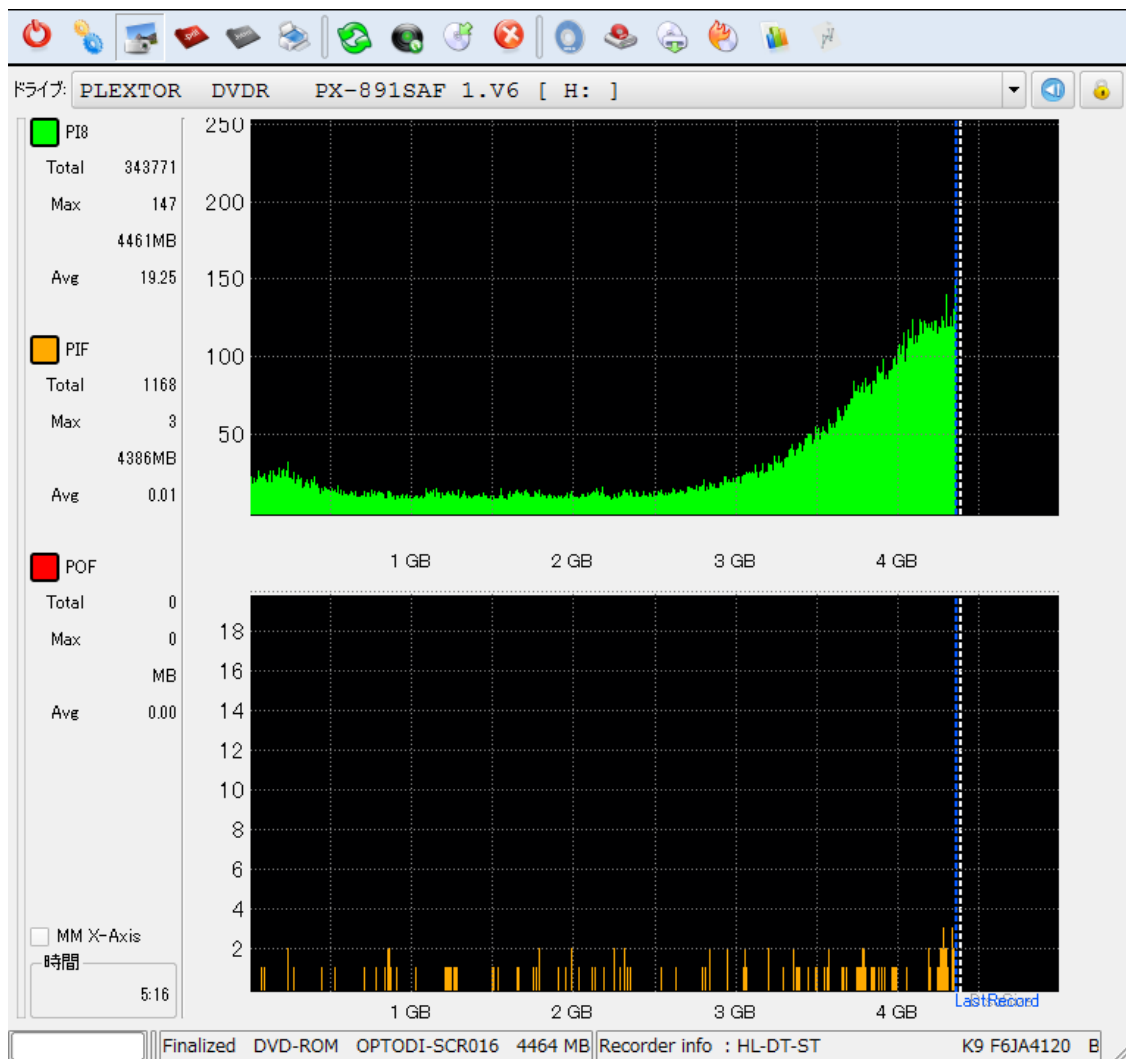 ドライブ: PLEXTOR DVDR PX-891SAF 1.V6 [ H: ]
PI8
Total 343771
Max 147
4461MB
Avg 19.25
PIF
Total 1168
Max 3
4386MB
Avg 0.01
POF
Total 0
Max 0
MB
Avg 0.00
MM X-Axis
時間
5:16
250
200
150
100
50
1 GB 2 GB 3 GB 4 GB
18
16
14
12
10
8
6
4
2
1 GB 2 GB 3 GB 4 GB
LastRecord
Finalized DVD-ROM OPTODI-SCR016 4464 MB Recorder info : HL-DT-ST K9 F6JA4120 B